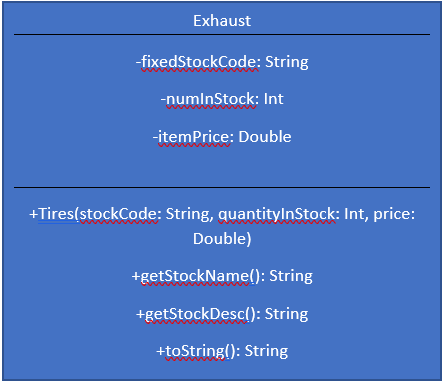 Exhaust
-fixedStockCode: String
-numInStock: Int
-itemPrice: Double
+Tires(stockCode: String, quantityInStock: Int, price:
Double)
+getStockName(): String
+getStockDesc(): String
+toString(): String